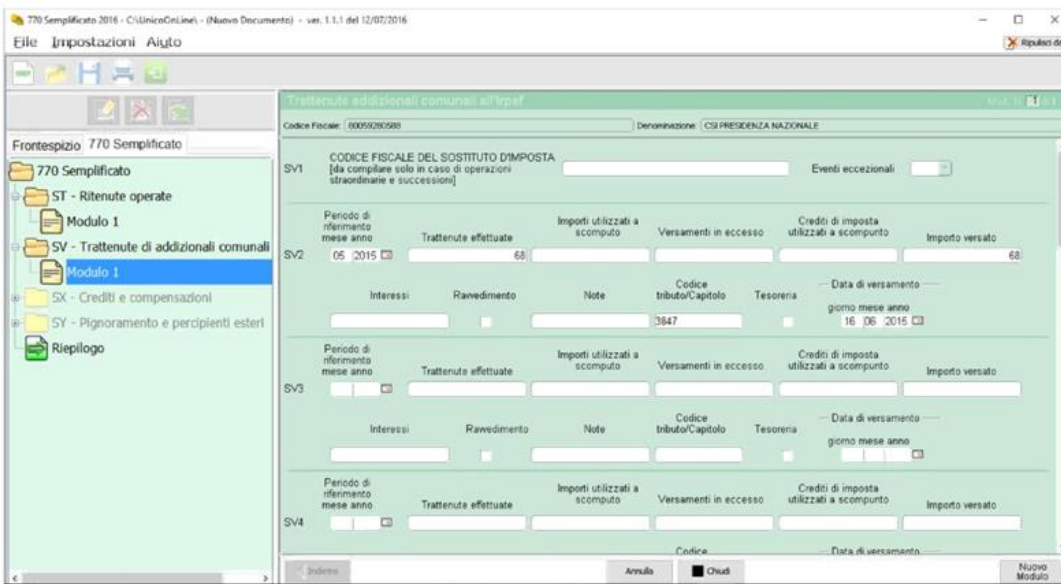 770 Semplificato 2016 - C:\UnicoOnLine\ - (Nuovo Documento) - ver. 1.1.1 del 12/07/2016
File Impostazioni Aiuto
Frontespizio 770 Semplificato
770 Semplificato
ST - Ritenute operate
Modulo 1
SV - Trattenute di addizionali comunali
Modulo 1
SX - Crediti e compensazioni
SY - Pignoramento e percipienti esteri
Riepilogo
Trattenute addizionali comunali all'Irpef
Codice Fiscale: 80059280588 Denominazione: CSI PRESIDENZA NAZIONALE
SV1
CODICE FISCALE DEL SOSTITUTO D'IMPOSTA
[da compilare solo in caso di operazioni
straordinarie e successioni]
Eventi eccezionali
Periodo di
riferimento
mese anno
Trattenute effettuate
Importi utilizzati a
scomputo
Versamenti in eccesso
Crediti di imposta
utilizzati a scompunto
Importo versato
SV2 05 2015 68 68
Interessi
Ravvedimento
Note
Codice
tributo/Capitolo
Tesoreria
Data di versamento
giorno mese anno
3847 16 06 2015
Periodo di
riferimento
mese anno
Trattenute effettuate
Importi utilizzati a
scomputo
Versamenti in eccesso
Crediti di imposta
utilizzati a scompunto
Importo versato
SV3
Interessi
Ravvedimento
Note
Codice
tributo/Capitolo
Tesoreria
Data di versamento
giorno mese anno
Periodo di
riferimento
mese anno
Trattenute effettuate
Importi utilizzati a
scomputo
Versamenti in eccesso
Crediti di imposta
utilizzati a scompunto
Importo versato
SV4
Codice
Data di versamento
Indietro Annulla Chiudi Nuovo
Modulo